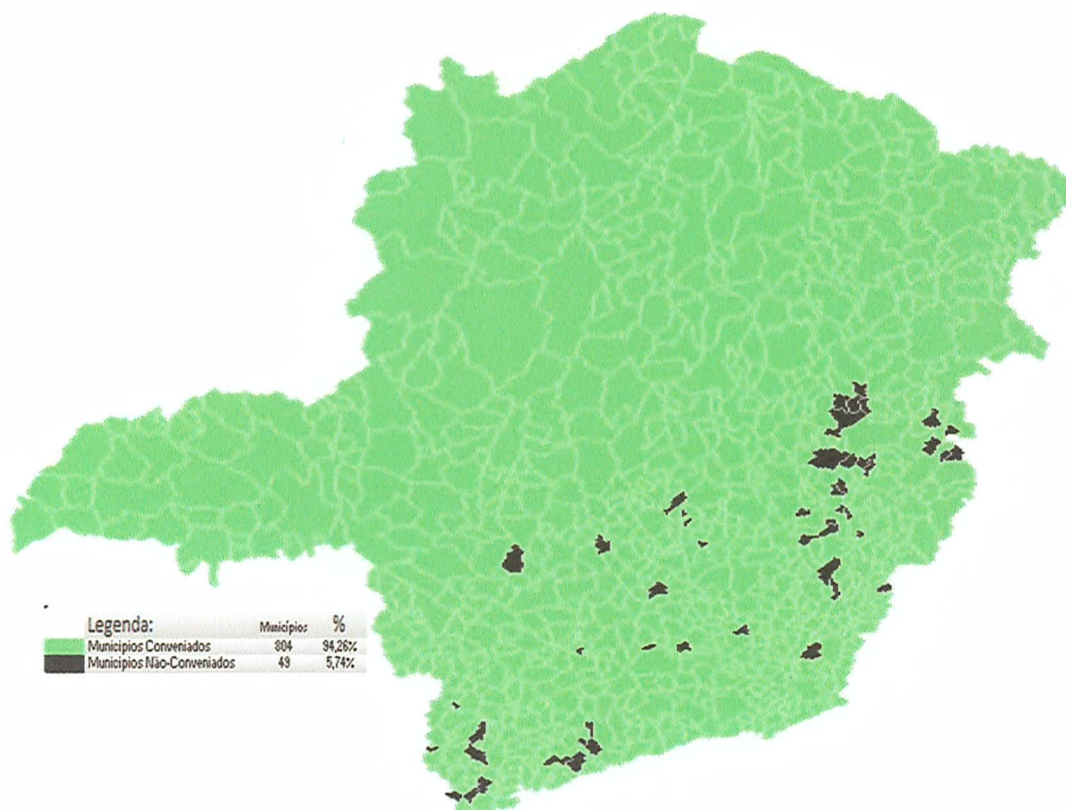 Legenda: Municípios %
Municípios Conveniados 804 94,26%
Municípios Não-Conveniados 49 5,74%